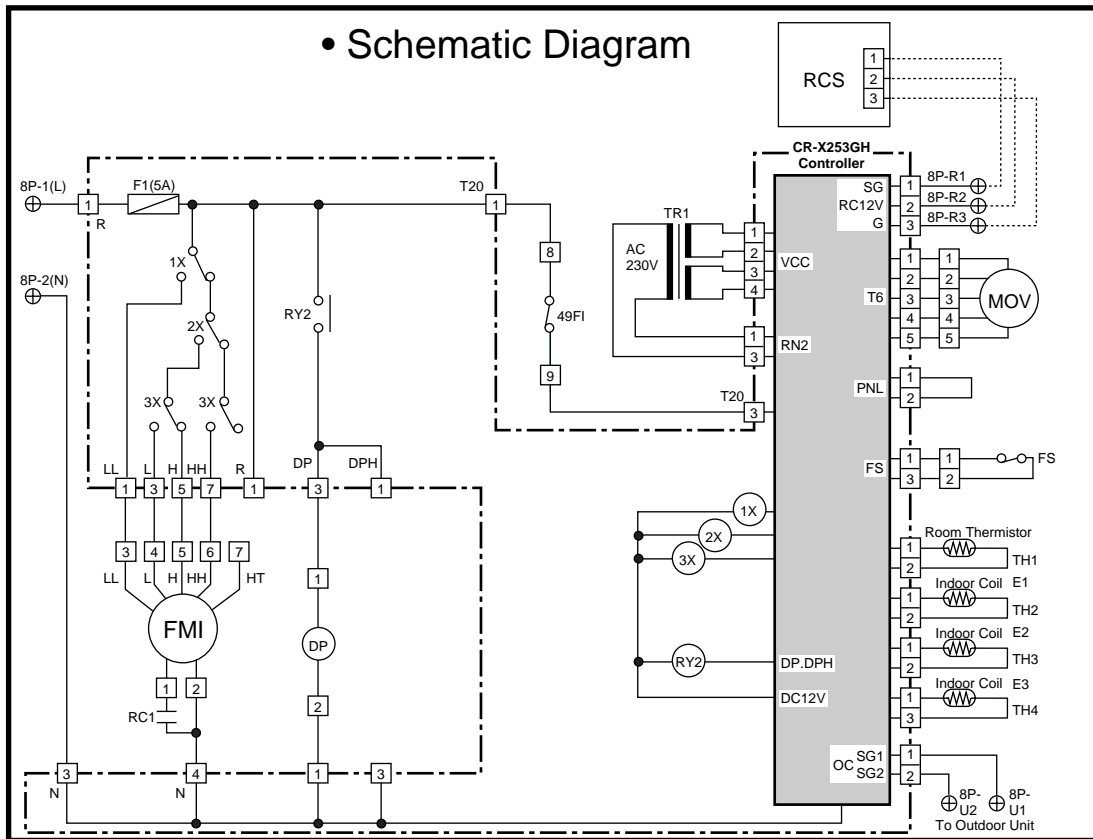 • Schematic Diagram
RCS
1
2
3
CR-X253GH
Controller
8P-1(L)
1
R
F1(5A)
T20
1
8P-2(N)
1X
2X
3X
3X
RY2
8
49FI
9
T20
3
TR1
AC
230V
1
2
3
4
VCC
1
3
RN2
SG
RC12V
G
1
2
3
8P-R1
8P-R2
8P-R3
T6
1
2
3
4
5
1
2
3
4
5
MOV
PNL
1
2
FS
1
3
1
2
FS
1X
2X
3X
RY2
DP.DPH
DC12V
Room Thermistor
1
2
TH1
Indoor Coil E1
1
2
TH2
Indoor Coil E2
1
2
TH3
Indoor Coil E3
1
3
TH4
OC
SG1
SG2
1
2
8P-
U2
8P-
U1
To Outdoor Unit
LL L H HH R DP DPH
1 3 5 7 1 3 1
3 4 5 6 7
LL L H HH HT
FMI
1 2
RC1
1
DP
2
3 4 1 3
N N